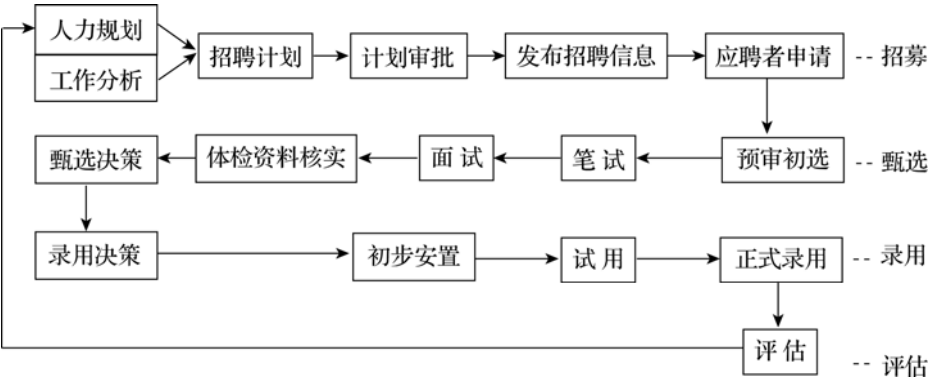 人力规划
工作分析
招聘计划
计划审批
发布招聘信息
应聘者申请
-- 招募
甄选决策
体检资料核实
面 试
笔 试
预审初选
-- 甄选
录用决策
初步安置
试 用
正式录用
-- 录用
评 估
-- 评估